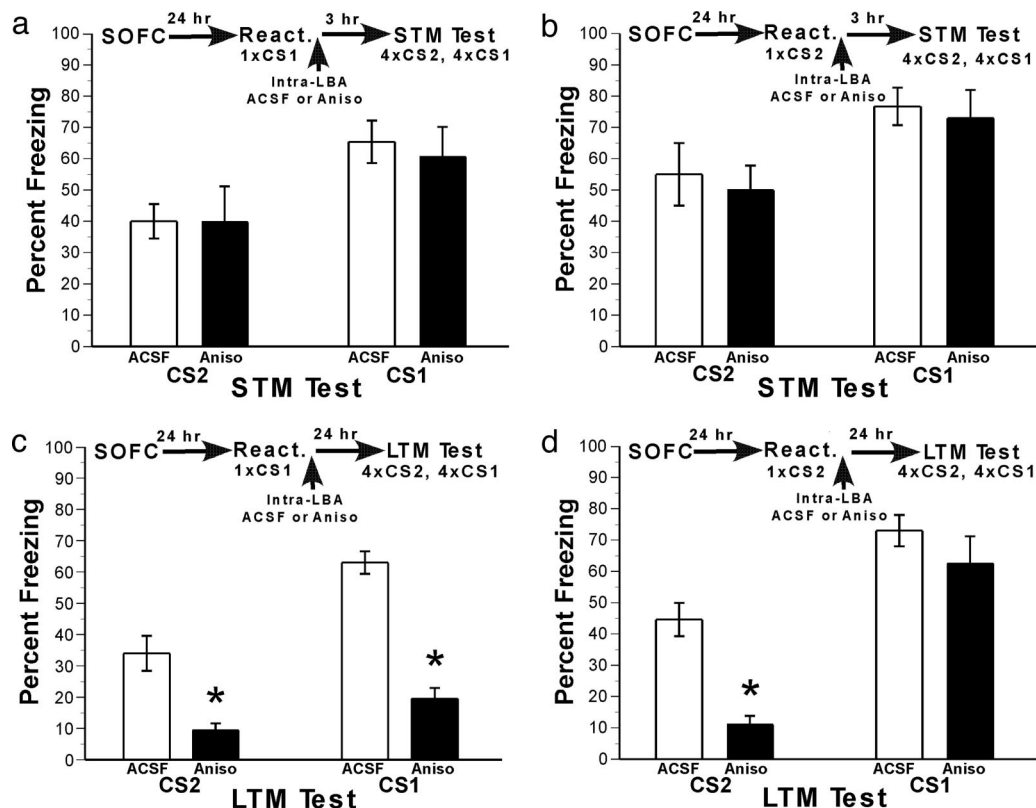 a
SOFC 24 hr React. 3 hr STM Test
1xCS1 4xCS2, 4xCS1
Intra-LBA
ACSF or Aniso
Percent Freezing
100
90
80
70
60
50
40
30
20
10
0
ACSF Aniso ACSF Aniso
CS2 CS1
STM Test
b
SOFC 24 hr React. 3 hr STM Test
1xCS2 4xCS2, 4xCS1
Intra-LBA
ACSF or Aniso
Percent Freezing
100
90
80
70
60
50
40
30
20
10
0
ACSF Aniso ACSF Aniso
CS2 CS1
STM Test
c
SOFC 24 hr React. 24 hr LTM Test
1xCS1 4xCS2, 4xCS1
Intra-LBA
ACSF or Aniso
Percent Freezing
100
90
80
70
60
50
40
30
20
10
0
* *
ACSF Aniso ACSF Aniso
CS2 CS1
LTM Test
d
SOFC 24 hr React. 24 hr LTM Test
1xCS2 4xCS2, 4xCS1
Intra-LBA
ACSF or Aniso
Percent Freezing
100
90
80
70
60
50
40
30
20
10
0
*
ACSF Aniso ACSF Aniso
CS2 CS1
LTM Test